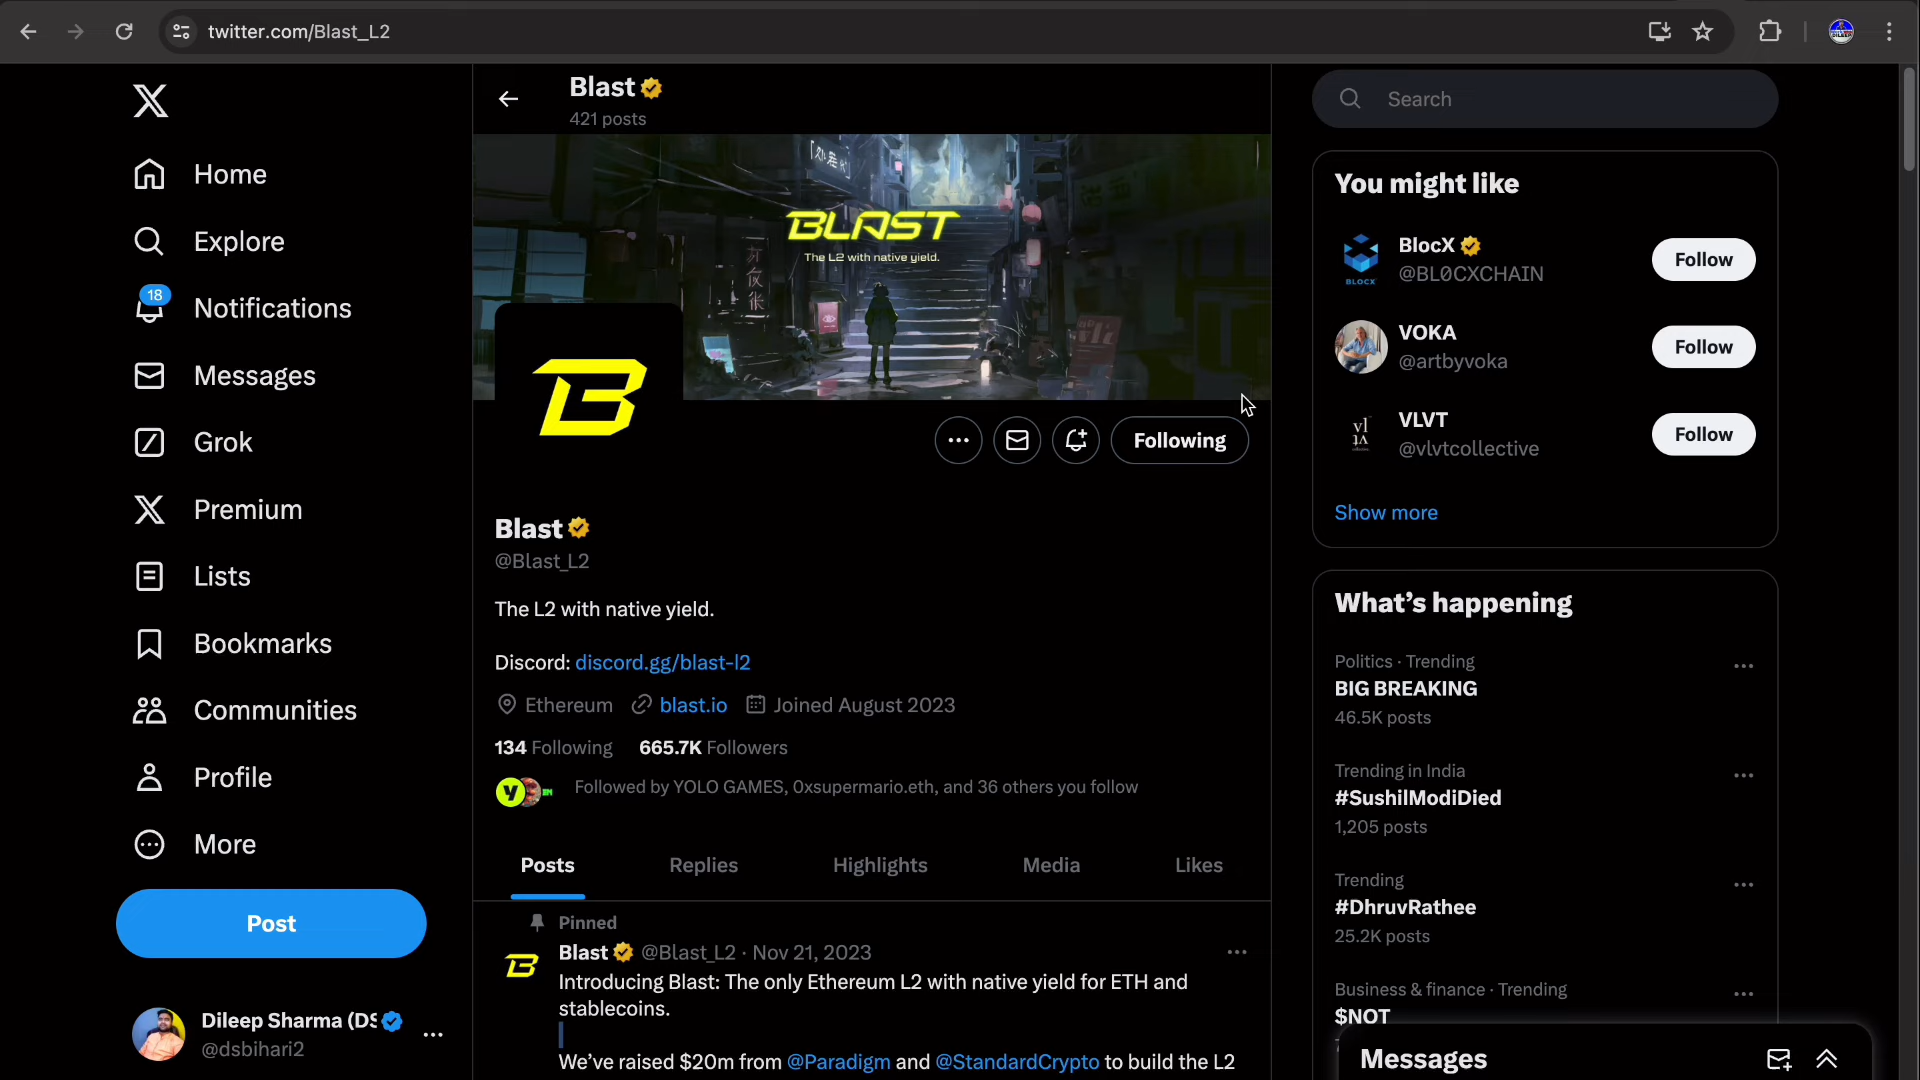 twitter.com/Blast_L2
Home
Explore
18
Notifications
Messages
Grok
Premium
Lists
Bookmarks
Communities
Profile
More
Post
Dileep Sharma (DS
@dsbihari2
Blast
421 posts
BLAST
The L2 with native yield.
Following
Blast
@Blast_L2
The L2 with native yield.
Discord: discord.gg/blast-l2
Ethereum blast.io Joined August 2023
134 Following 665.7K Followers
Followed by YOLO GAMES, 0xsupermario.eth, and 36 others you follow
Posts Replies Highlights Media Likes
Pinned
Blast @Blast_L2 · Nov 21, 2023
Introducing Blast: The only Ethereum L2 with native yield for ETH and
stablecoins.
We've raised $20m from @Paradigm and @StandardCrypto to build the L2
Search
You might like
BlocX
@BL0CXCHAIN
Follow
BLOCX
VOKA
@artbyvoka
Follow
VLVT
@vlvtcollective
Follow
Show more
What's happening
Politics · Trending
BIG BREAKING
46.5K posts
Trending in India
#SushilModiDied
1,205 posts
Trending
#DhruvRathee
25.2K posts
Business & finance · Trending
$NOT
Messages